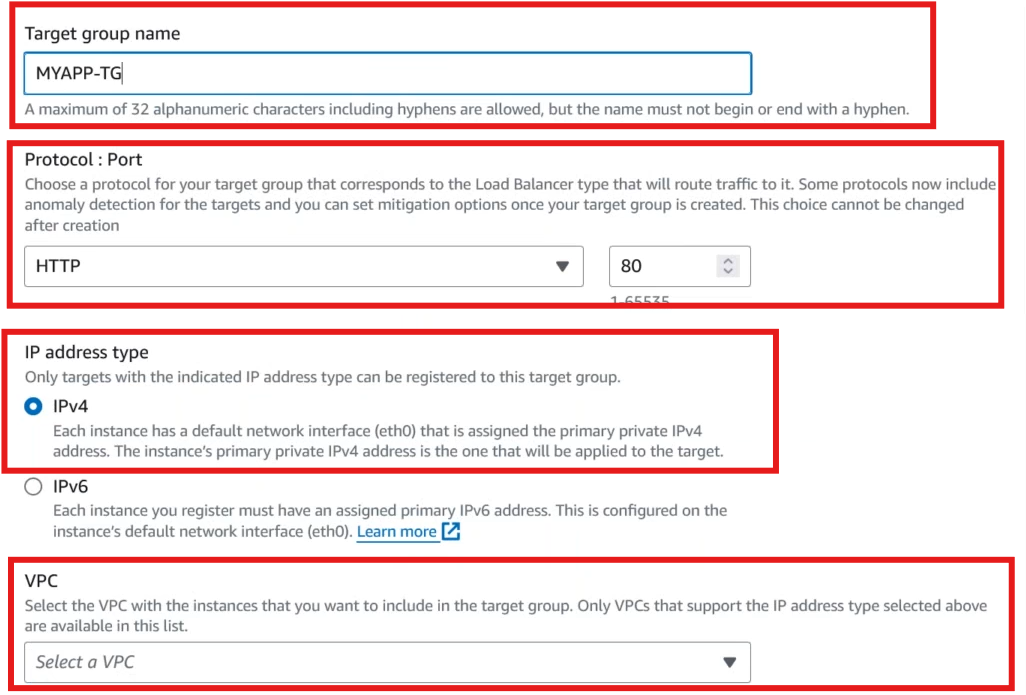 Target group name
MYAPP-TG
A maximum of 32 alphanumeric characters including hyphens are allowed, but the name must not begin or end with a hyphen.
Protocol : Port
Choose a protocol for your target group that corresponds to the Load Balancer type that will route traffic to it. Some protocols now include
anomaly detection for the targets and you can set mitigation options once your target group is created. This choice cannot be changed
after creation
HTTP 80
1-65535
IP address type
Only targets with the indicated IP address type can be registered to this target group.
IPv4
Each instance has a default network interface (eth0) that is assigned the primary private IPv4
address. The instance's primary private IPv4 address is the one that will be applied to the target.
IPv6
Each instance you register must have an assigned primary IPv6 address. This is configured on the
instance's default network interface (eth0). Learn more
VPC
Select the VPC with the instances that you want to include in the target group. Only VPCs that support the IP address type selected above
are available in this list.
Select a VPC